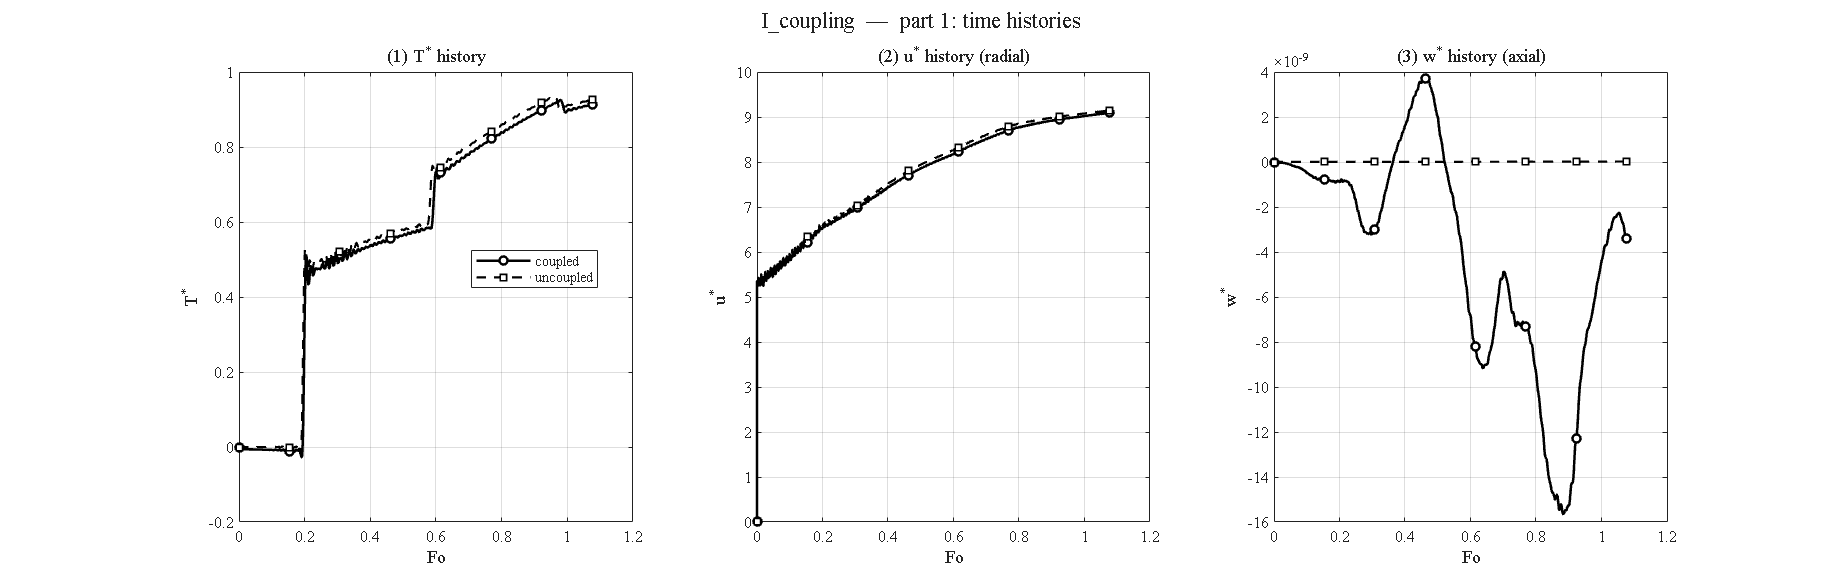 I_coupling — part 1: time histories
(1) T* history
1
0.8
0.6
0.4
0.2
0
-0.2
T*
coupled
uncoupled
0 0.2 0.4 0.6 0.8 1 1.2
Fo
(2) u* history (radial)
10
9
8
7
6
5
4
3
2
1
0
u*
0 0.2 0.4 0.6 0.8 1 1.2
Fo
(3) w* history (axial)
×10-9
4
2
0
-2
-4
-6
-8
-10
-12
-14
-16
w*
0 0.2 0.4 0.6 0.8 1 1.2
Fo